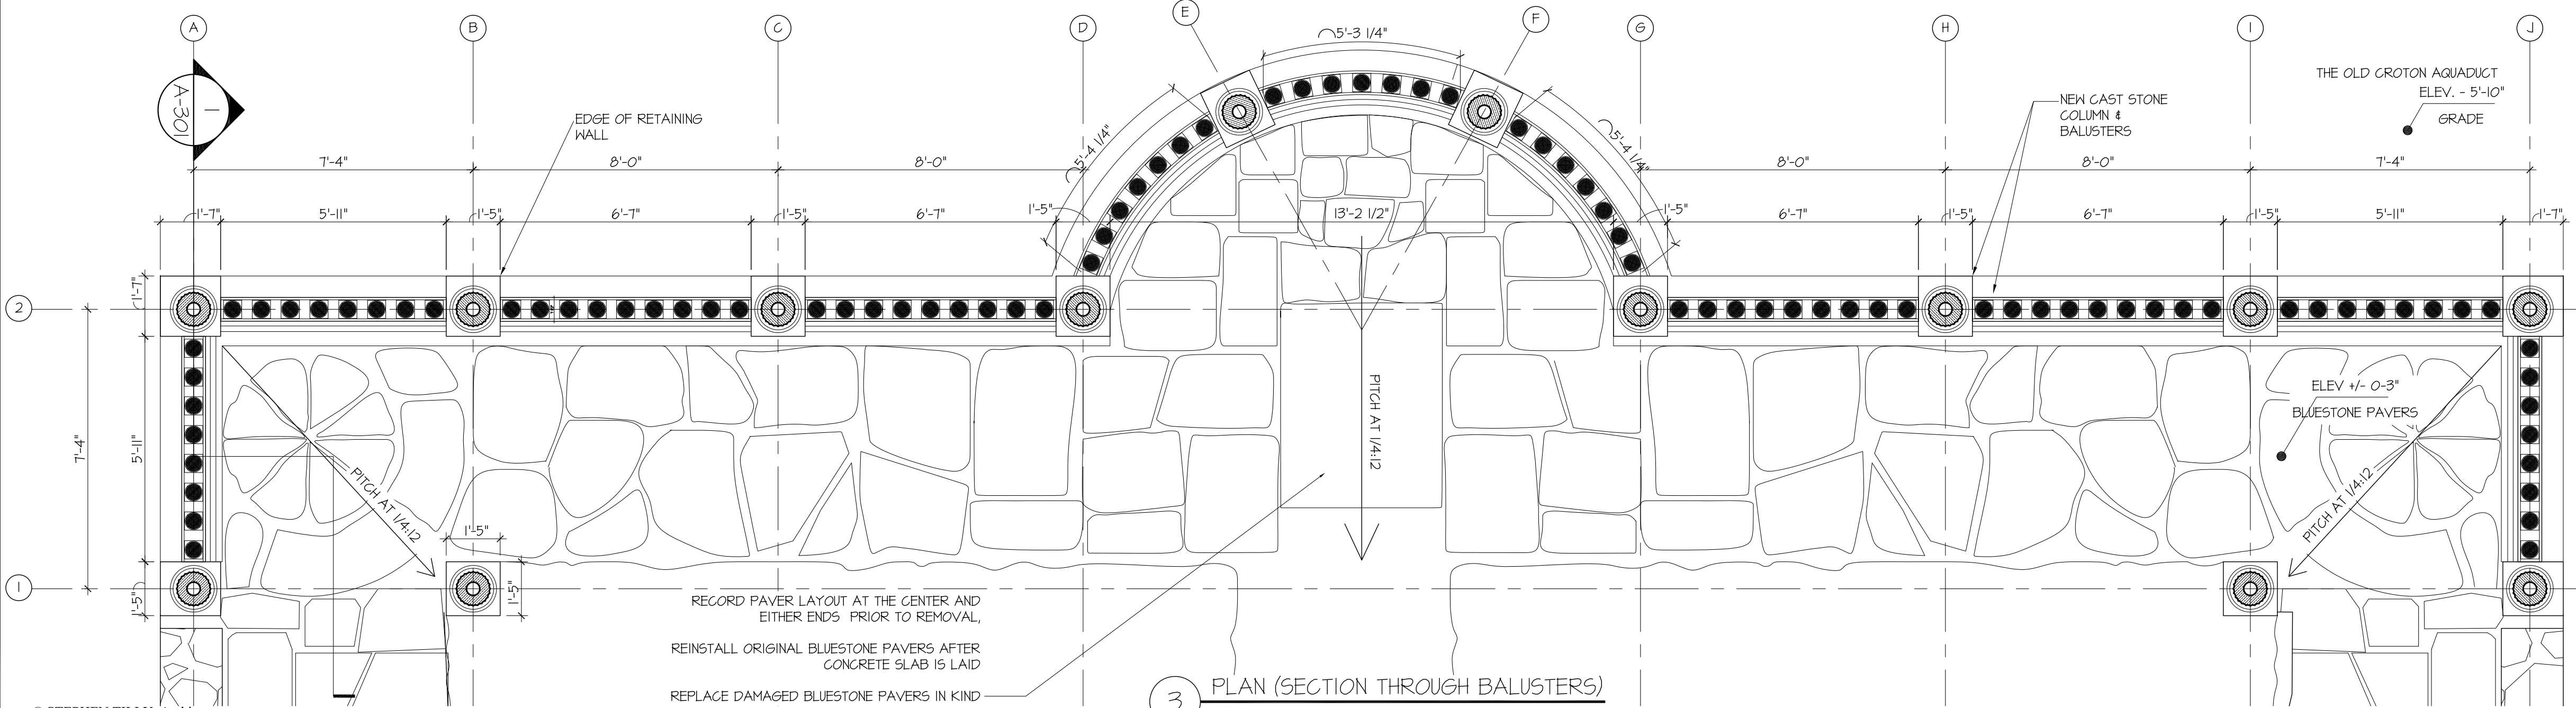 A
B
C
D
E
F
G
H
I
J
5'-3 1/4"
THE OLD CROTON AQUADUCT
ELEV. - 5'-10"
GRADE
1
A-301
EDGE OF RETAINING
WALL
NEW CAST STONE
COLUMN &
BALUSTERS
5'-4 1/4"
5'-4 1/4"
7'-4"
8'-0"
8'-0"
8'-0"
8'-0"
7'-4"
1'-7"
5'-11"
1'-5"
6'-7"
1'-5"
6'-7"
1'-5"
13'-2 1/2"
1'-5"
6'-7"
1'-5"
6'-7"
1'-5"
5'-11"
1'-7"
1'-7"
2
7'-4"
5'-11"
PITCH AT 1/4:12
PITCH AT 1/4:12
ELEV +/- 0-3"
BLUESTONE PAVERS
PITCH AT 1/4:12
1'-5"
1'-5"
1'-5"
1
RECORD PAVER LAYOUT AT THE CENTER AND
EITHER ENDS PRIOR TO REMOVAL,
REINSTALL ORIGINAL BLUESTONE PAVERS AFTER
CONCRETE SLAB IS LAID
REPLACE DAMAGED BLUESTONE PAVERS IN KIND
3
PLAN (SECTION THROUGH BALUSTERS)